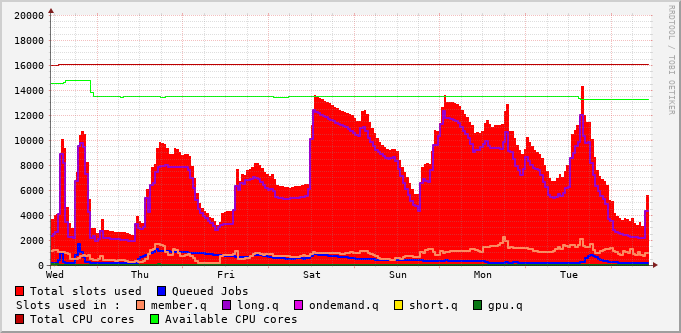 20000
18000
16000
14000
12000
10000
8000
6000
4000
2000
0
Wed Thu Fri Sat Sun Mon Tue
RRDTOOL / TOBI OETIKER
Total slots used Queued Jobs
Slots used in : member.q long.q ondemand.q short.q gpu.q
Total CPU cores Available CPU cores